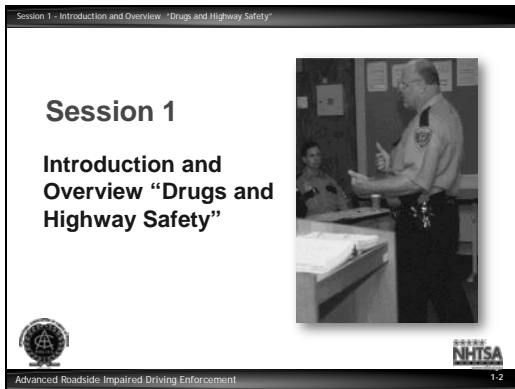 Session 1 - Introduction and Overview "Drugs and Highway Safety"
Session 1
Introduction and
Overview “Drugs and
Highway Safety”
NHTSA
Advanced Roadside Impaired Driving Enforcement
1-2